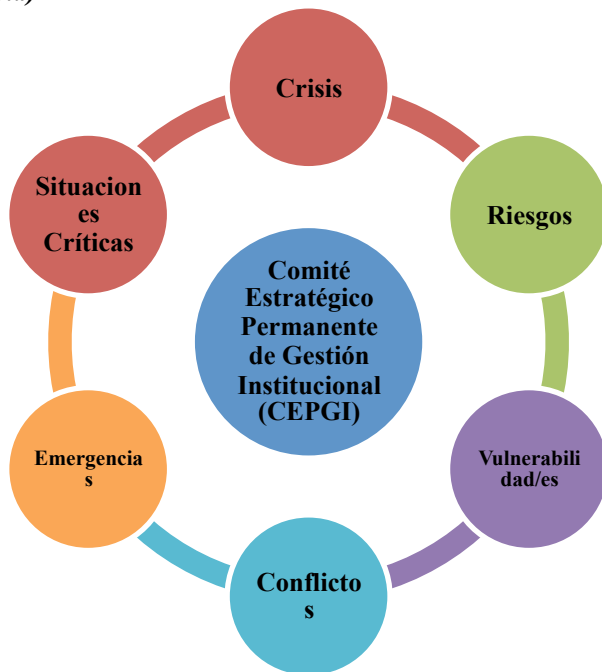 Crisis
Riesgos
Situacion
es
Críticas
Comité
Estratégico
Permanente
de Gestión
Institucional
(CEPGI)
Emergencia
s
Vulnerabili
dad/es
Conflicto
s